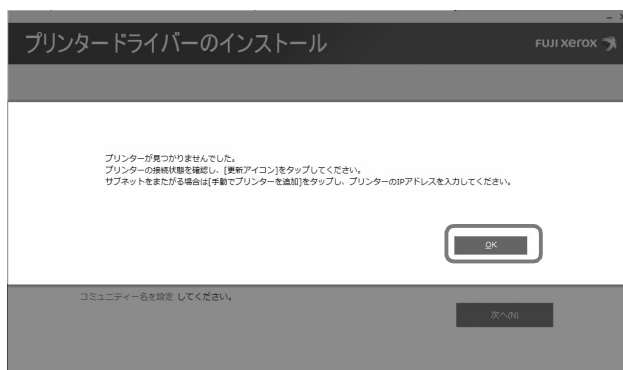 プリンタードライバーのインストール
FUJI xerox
プリンターが見つかりませんでした。
プリンターの接続状態を確認し、[更新アイコン]をタップしてください。
サブネットをまたがる場合は[手動でプリンターを追加]をタップし、プリンターのIPアドレスを入力してください。
OK
コミュニティー名を設定 してください。
次へ(N)